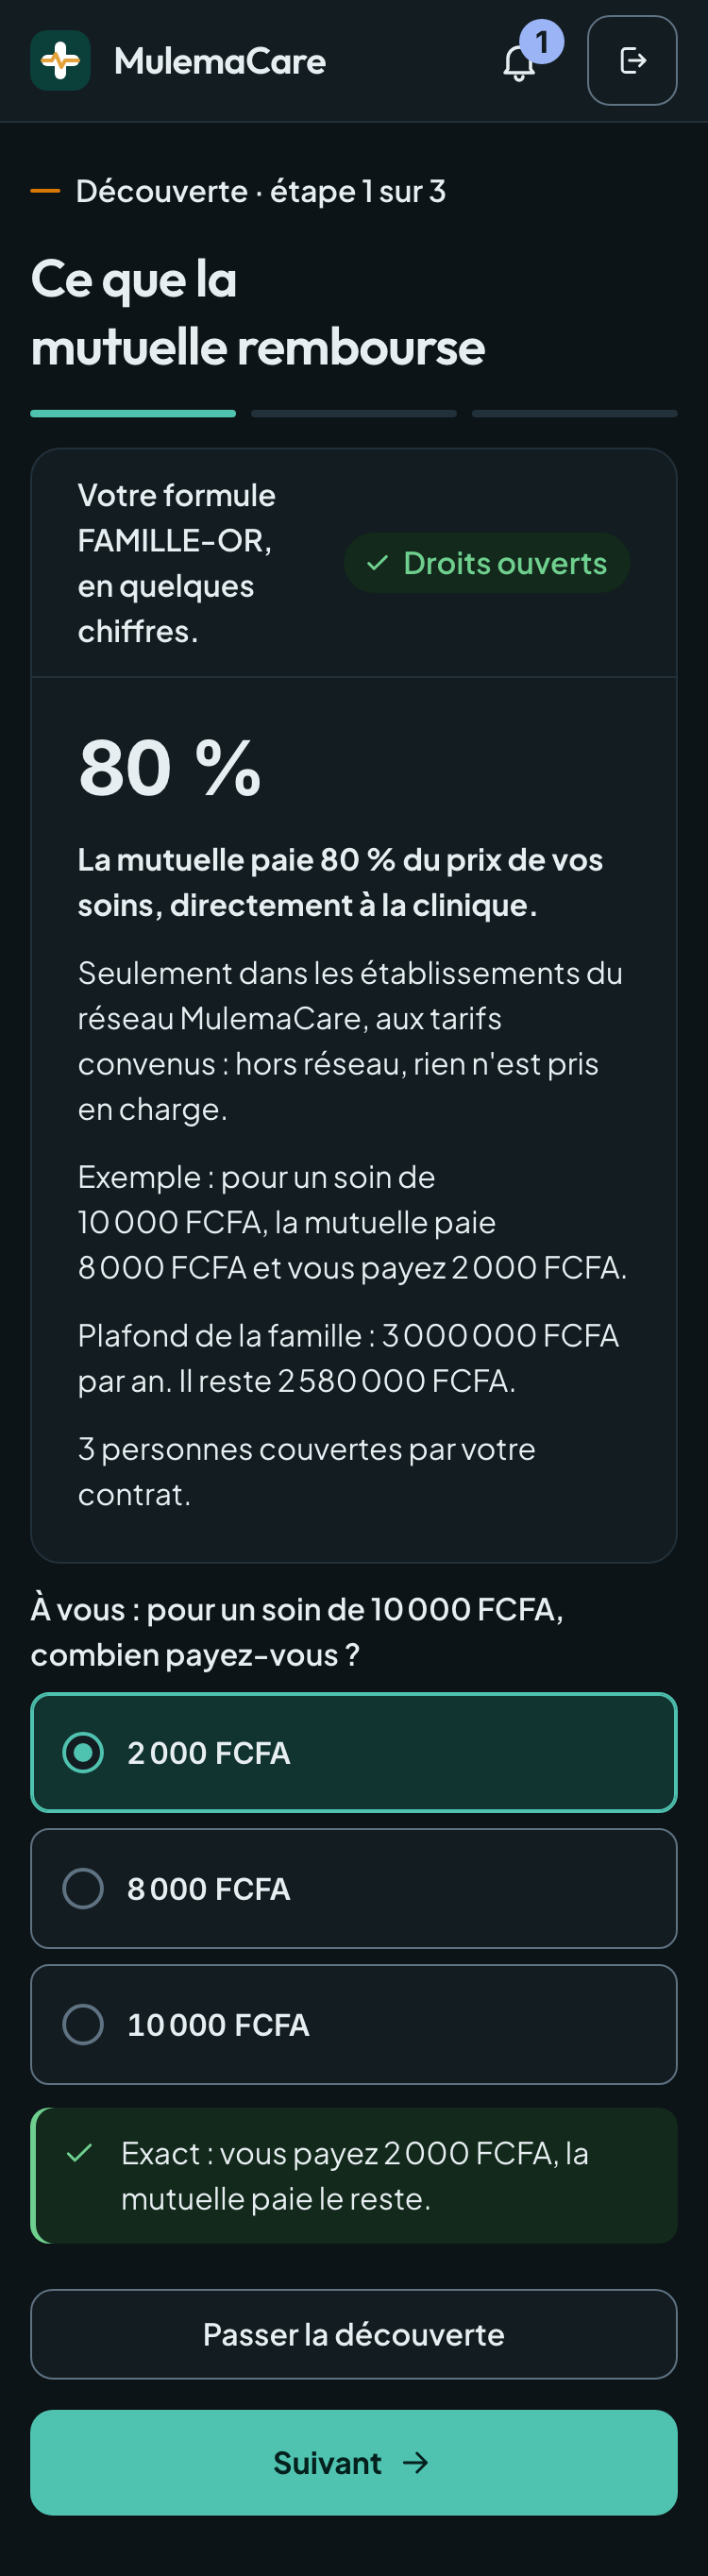 MulemaCare
1
Découverte · étape 1 sur 3
Ce que la
mutuelle rembourse
Votre formule
FAMILLE-OR,
en quelques
chiffres.
Droits ouverts
80 %
La mutuelle paie 80 % du prix de vos
soins, directement à la clinique.
Seulement dans les établissements du
réseau MulemaCare, aux tarifs
convenus : hors réseau, rien n'est pris
en charge.
Exemple : pour un soin de
10 000 FCFA, la mutuelle paie
8 000 FCFA et vous payez 2 000 FCFA.
Plafond de la famille : 3 000 000 FCFA
par an. Il reste 2 580 000 FCFA.
3 personnes couvertes par votre
contrat.
À vous : pour un soin de 10 000 FCFA,
combien payez-vous ?
2 000 FCFA
8 000 FCFA
10 000 FCFA
Exact : vous payez 2 000 FCFA, la
mutuelle paie le reste.
Passer la découverte
Suivant →